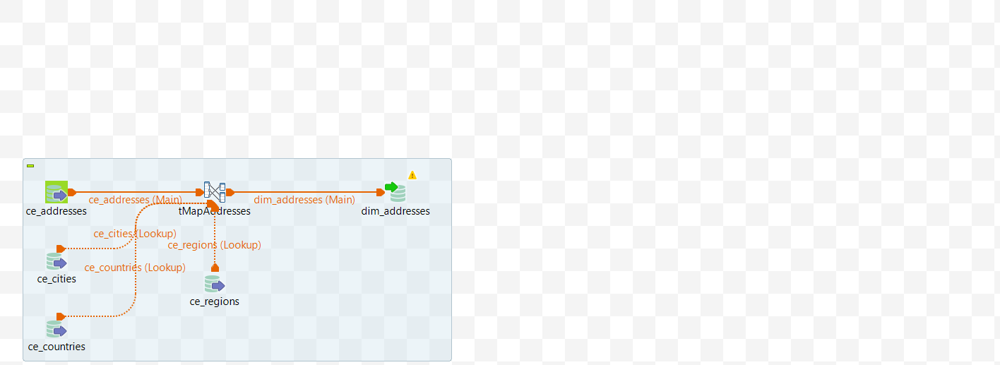 ce_addresses (Main)
dim_addresses (Main)
ce_addresses
tMapAddresses
dim_addresses
ce_cities (Lookup)
ce_regions (Lookup)
ce_countries (Lookup)
ce_cities
ce_regions
ce_countries